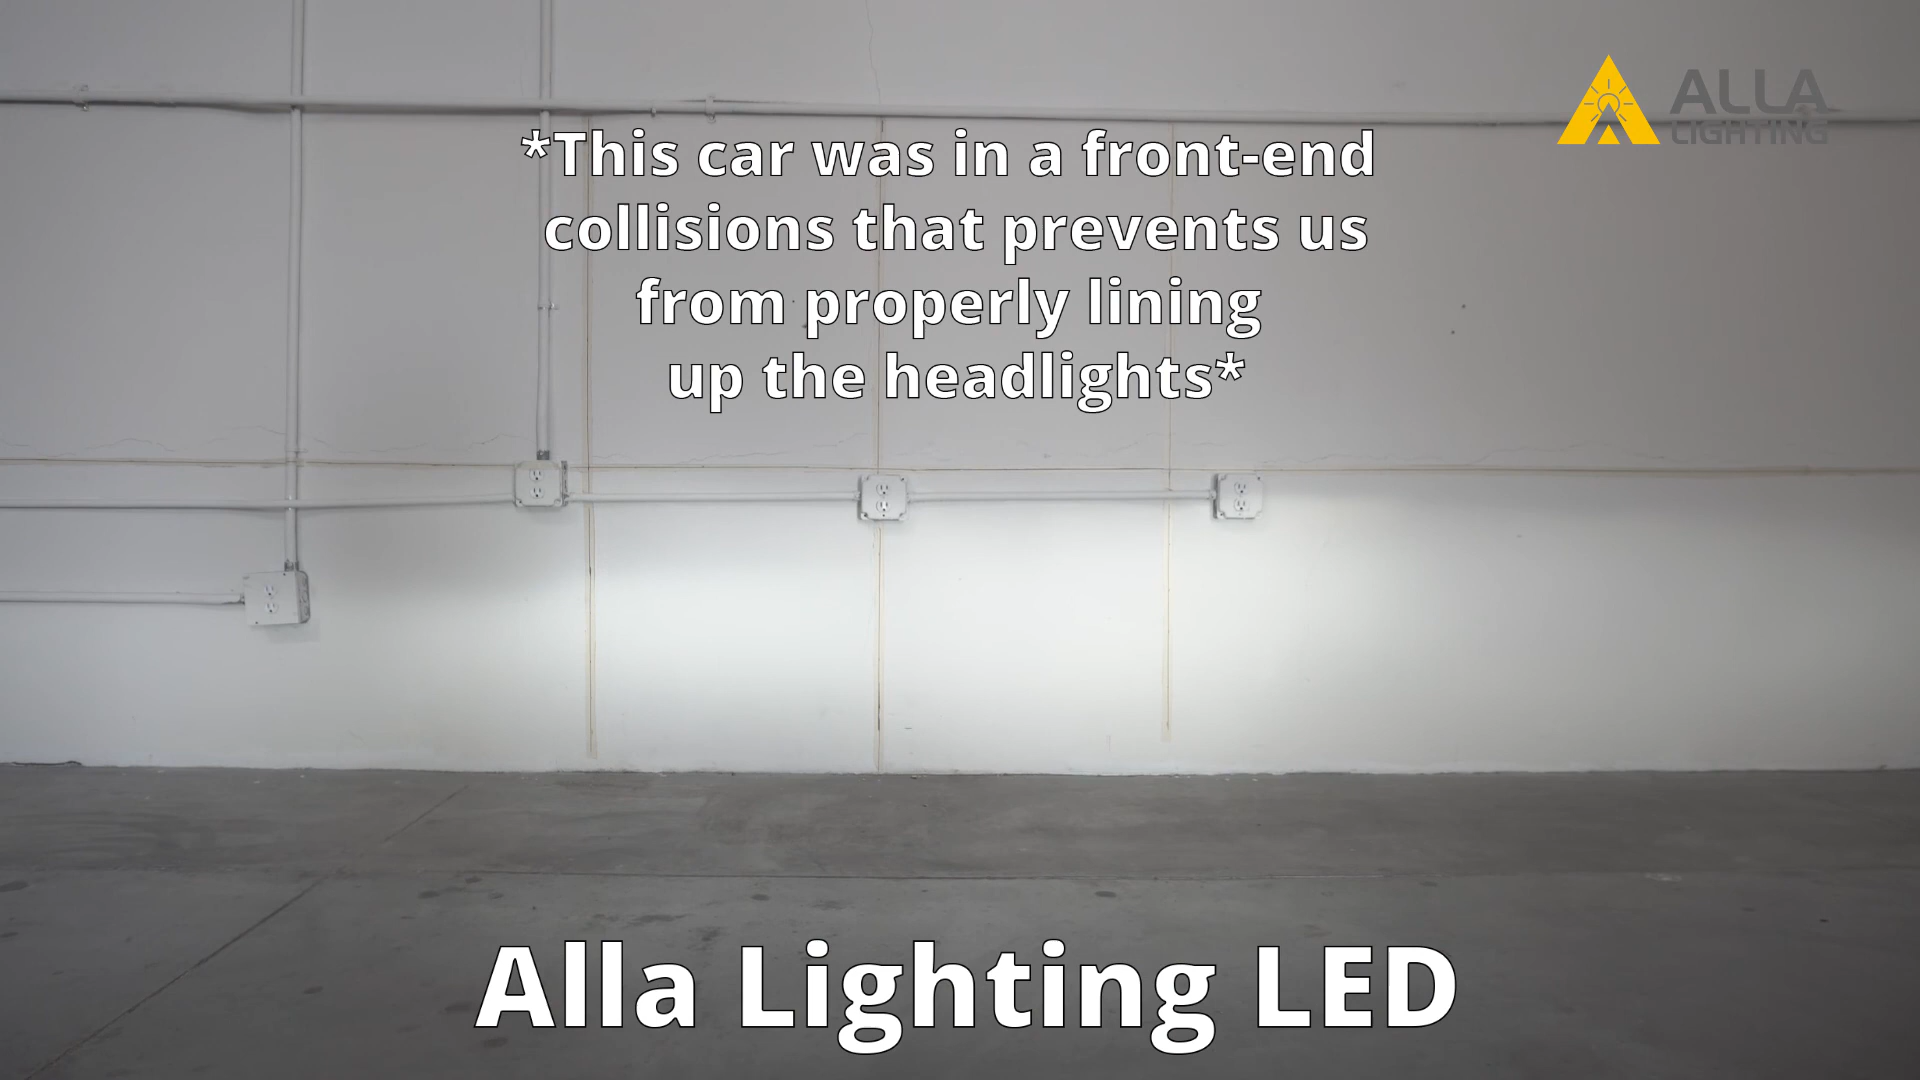 ALLA
LIGHTING
*This car was in a front-end
collisions that prevents us
from properly lining
up the headlights*
Alla Lighting LED